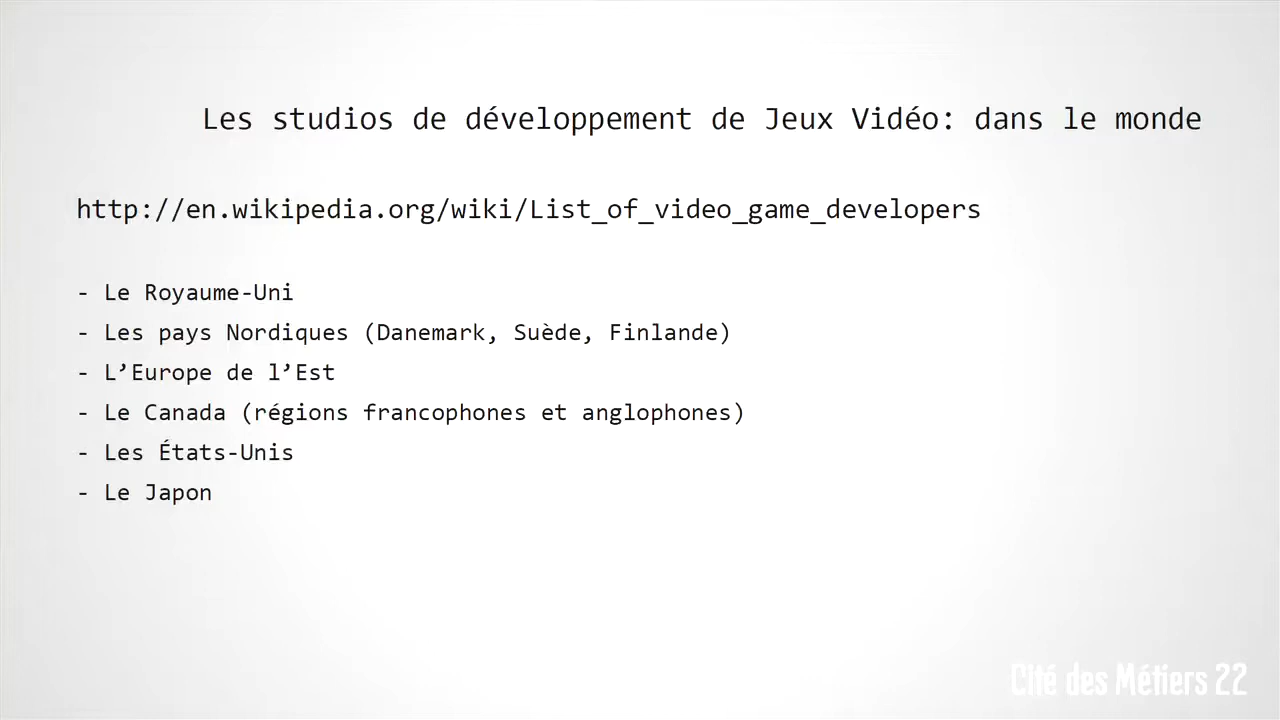 Les studios de développement de Jeux Vidéo: dans le monde
http://en.wikipedia.org/wiki/List_of_video_game_developers
- Le Royaume-Uni
- Les pays Nordiques (Danemark, Suède, Finlande)
- L’Europe de l’Est
- Le Canada (régions francophones et anglophones)
- Les États-Unis
- Le Japon
Cité des Métiers 22